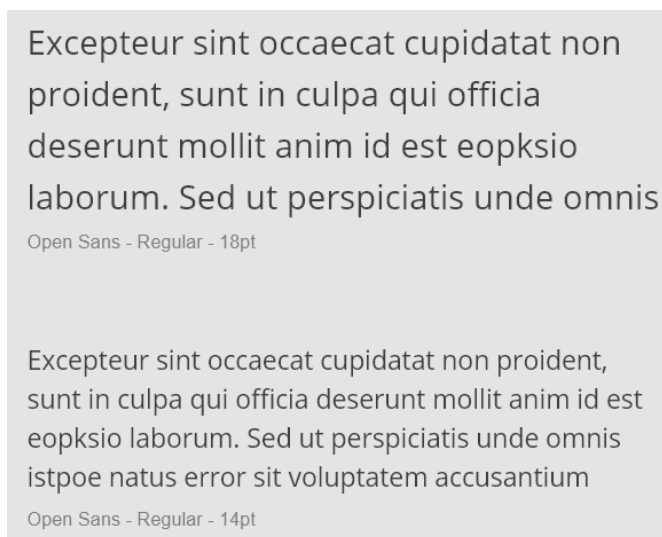 Excepteur sint occaecat cupidatat non
proident, sunt in culpa qui officia
deserunt mollit anim id est eopksio
laborum. Sed ut perspiciatis unde omnis
Open Sans - Regular - 18pt
Excepteur sint occaecat cupidatat non proident,
sunt in culpa qui officia deserunt mollit anim id est
eopksio laborum. Sed ut perspiciatis unde omnis
istpoe natus error sit voluptatem accusantium
Open Sans - Regular - 14pt